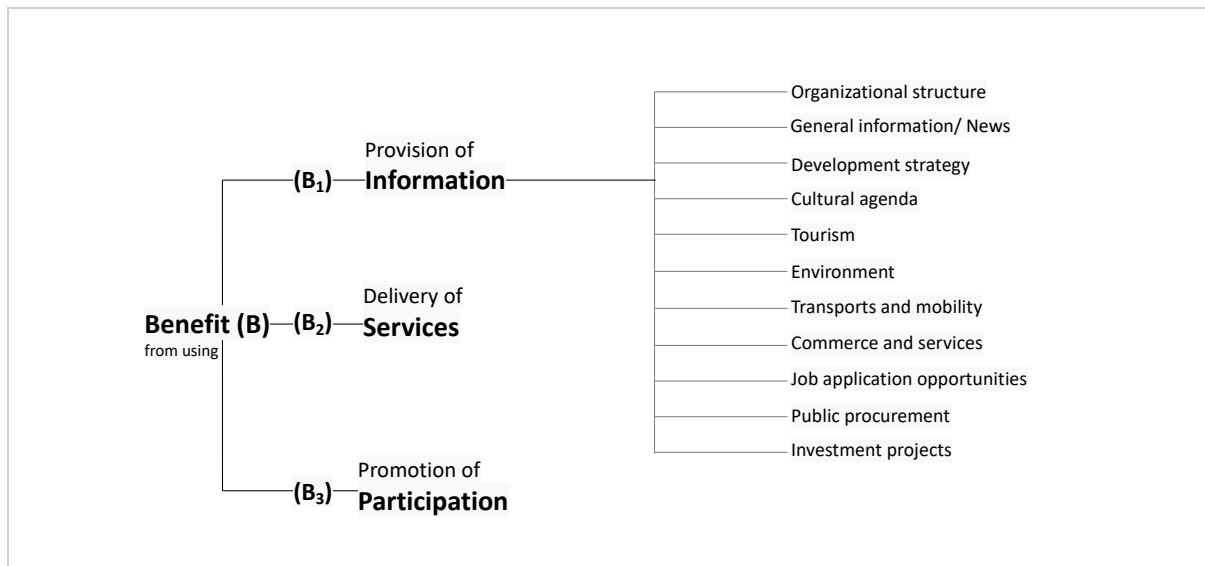 Organizational structure
General information/ News
Development strategy
Cultural agenda
Tourism
Environment
Transports and mobility
Commerce and services
Job application opportunities
Public procurement
Investment projects
Provision of
(B₁) Information
Delivery of
Benefit (B) (B₂) Services
from using
Promotion of
(B₃) Participation